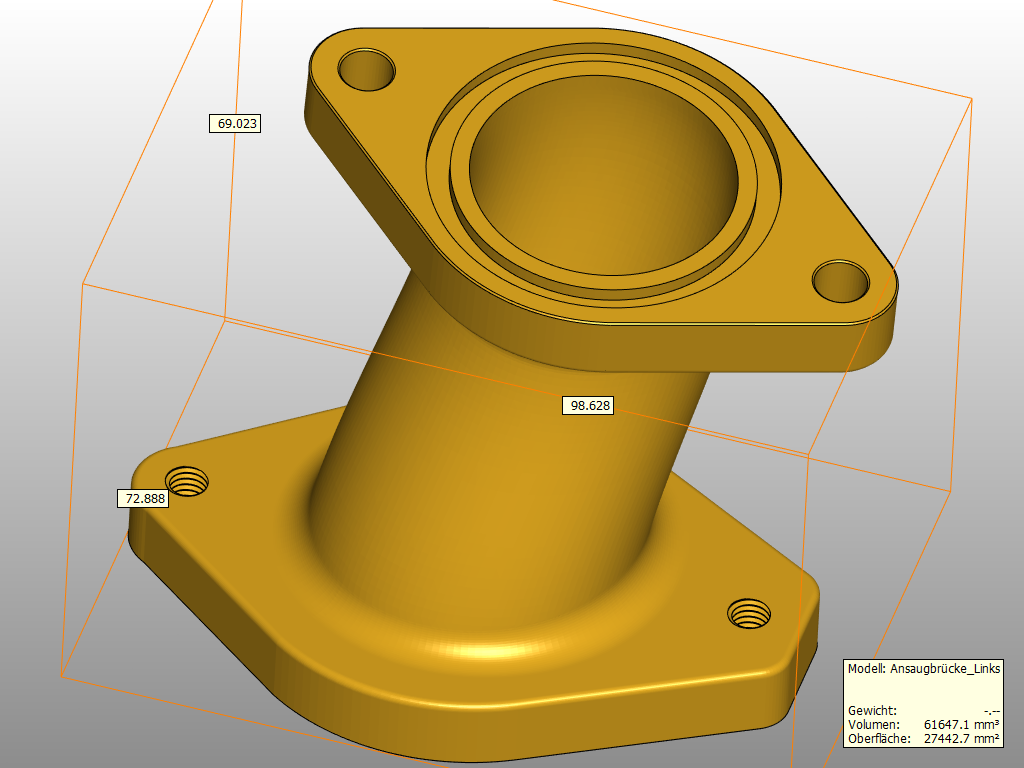 69.023
98.628
72.888
Modell: Ansaugbrücke_Links
Gewicht: -.--
Volumen: 61647.1 mm³
Oberfläche: 27442.7 mm²